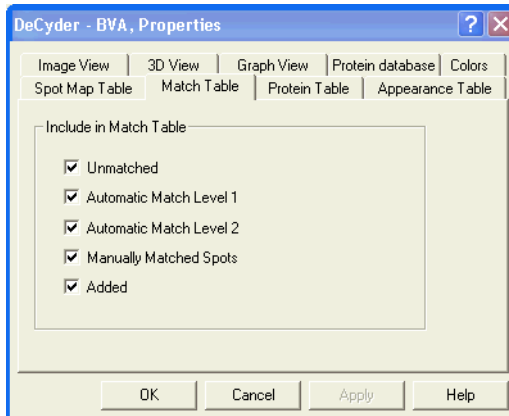 DeCyder - BVA, Properties
Image View 3D View Graph View Protein database Colors
Spot Map Table Match Table Protein Table Appearance Table
Include in Match Table
Unmatched
Automatic Match Level 1
Automatic Match Level 2
Manually Matched Spots
Added
OK Cancel Apply Help